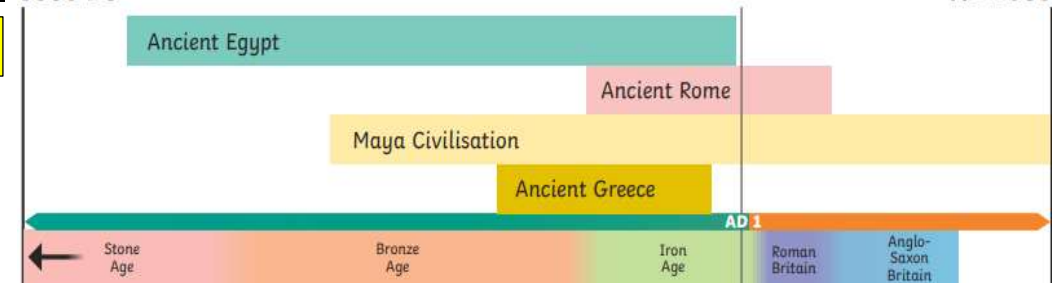 Ancient Egypt
Ancient Rome
Maya Civilisation
Ancient Greece
AD 1
Stone
Age
Bronze
Age
Iron
Age
Roman
Britain
Anglo-
Saxon
Britain